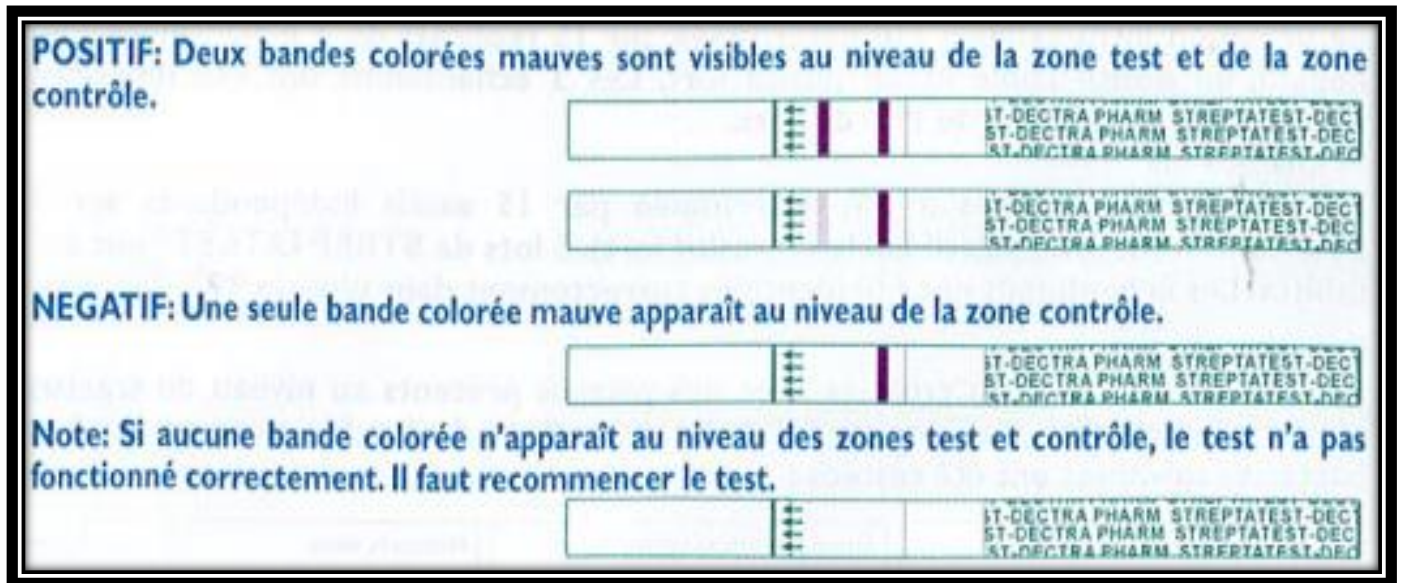 POSITIF: Deux bandes colorées mauves sont visibles au niveau de la zone test et de la zone
contrôle.
ST-DECTRA PHARM STREPTATEST-DECT
ST-DECTRA PHARM STREPTATEST-DEC
ST-DECTRA PHARM STREPTATEST-DEC
ST-DECTRA PHARM STREPTATEST-DECT
ST-DECTRA PHARM STREPTATEST-DEC
ST-DECTRA PHARM STREPTATEST-DEC
NEGATIF: Une seule bande colorée mauve apparaît au niveau de la zone contrôle.
ST-DECTRA PHARM STREPTATEST-DECT
ST-DECTRA PHARM STREPTATEST-DEC
ST-DECTRA PHARM STREPTATEST-DEC
Note: Si aucune bande colorée n'apparaît au niveau des zones test et contrôle, le test n'a pas
fonctionné correctement. Il faut recommencer le test.
ST-DECTRA PHARM STREPTATEST-DECT
ST-DECTRA PHARM STREPTATEST-DEC
ST-DECTRA PHARM STREPTATEST-DEC